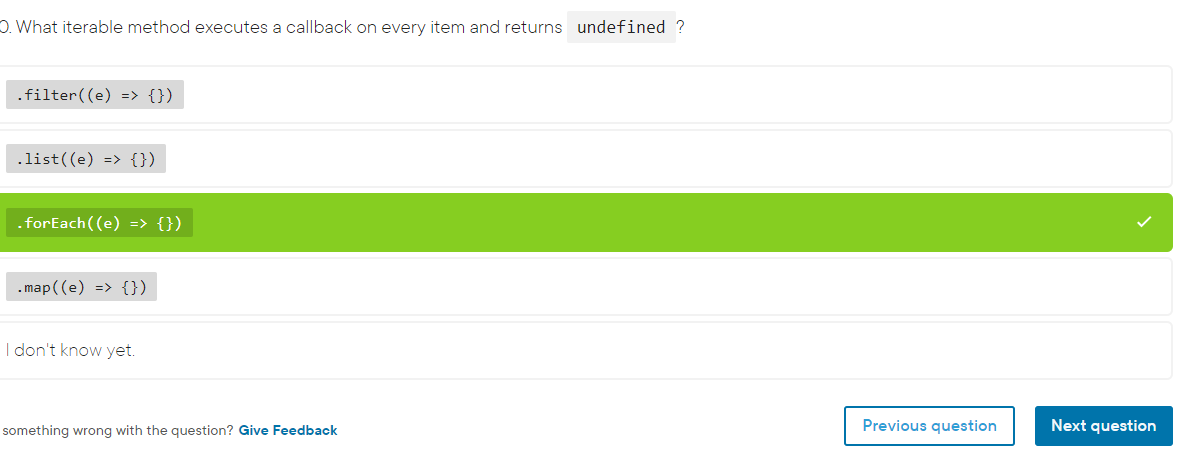 0. What iterable method executes a callback on every item and returns undefined ?
.filter((e) => {})
.list((e) => {})
.forEach((e) => {})
.map((e) => {})
I don't know yet.
something wrong with the question? Give Feedback
Previous question
Next question